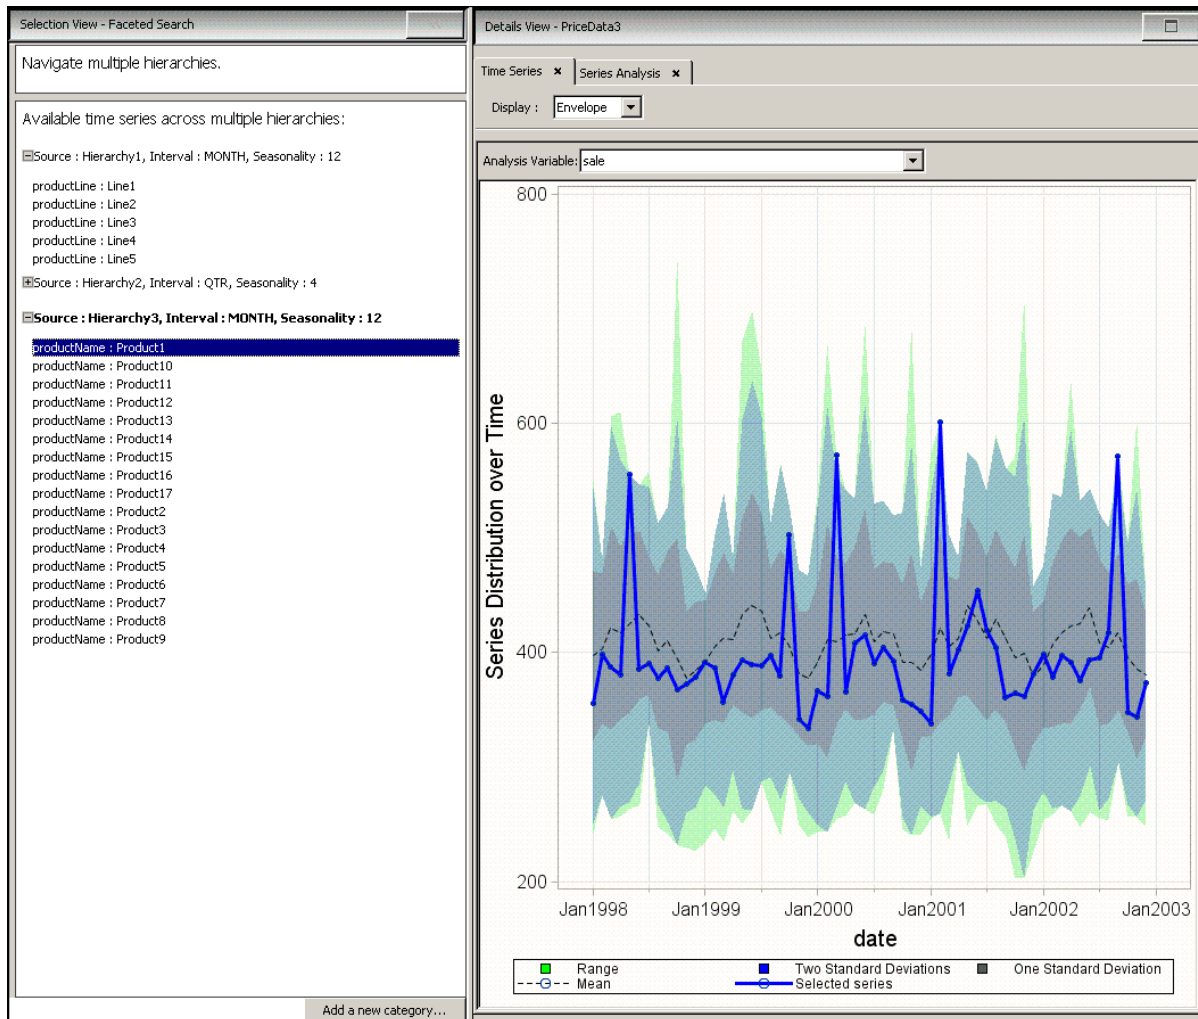 Selection View - Faceted Search
Navigate multiple hierarchies.
Available time series across multiple hierarchies:
Source : Hierarchy1, Interval : MONTH, Seasonality : 12
productLine : Line1
productLine : Line2
productLine : Line3
productLine : Line4
productLine : Line5
Source : Hierarchy2, Interval : QTR, Seasonality : 4
Source : Hierarchy3, Interval : MONTH, Seasonality : 12
productName : Product1
productName : Product10
productName : Product11
productName : Product12
productName : Product13
productName : Product14
productName : Product15
productName : Product16
productName : Product17
productName : Product2
productName : Product3
productName : Product4
productName : Product5
productName : Product6
productName : Product7
productName : Product8
productName : Product9
Add a new category...
Details View - PriceData3
Time Series Series Analysis
Display : Envelope
Analysis Variable: sale
800
600
400
200
Series Distribution over Time
Jan1998 Jan1999 Jan2000 Jan2001 Jan2002 Jan2003
date
Range Two Standard Deviations One Standard Deviation
Mean Selected series